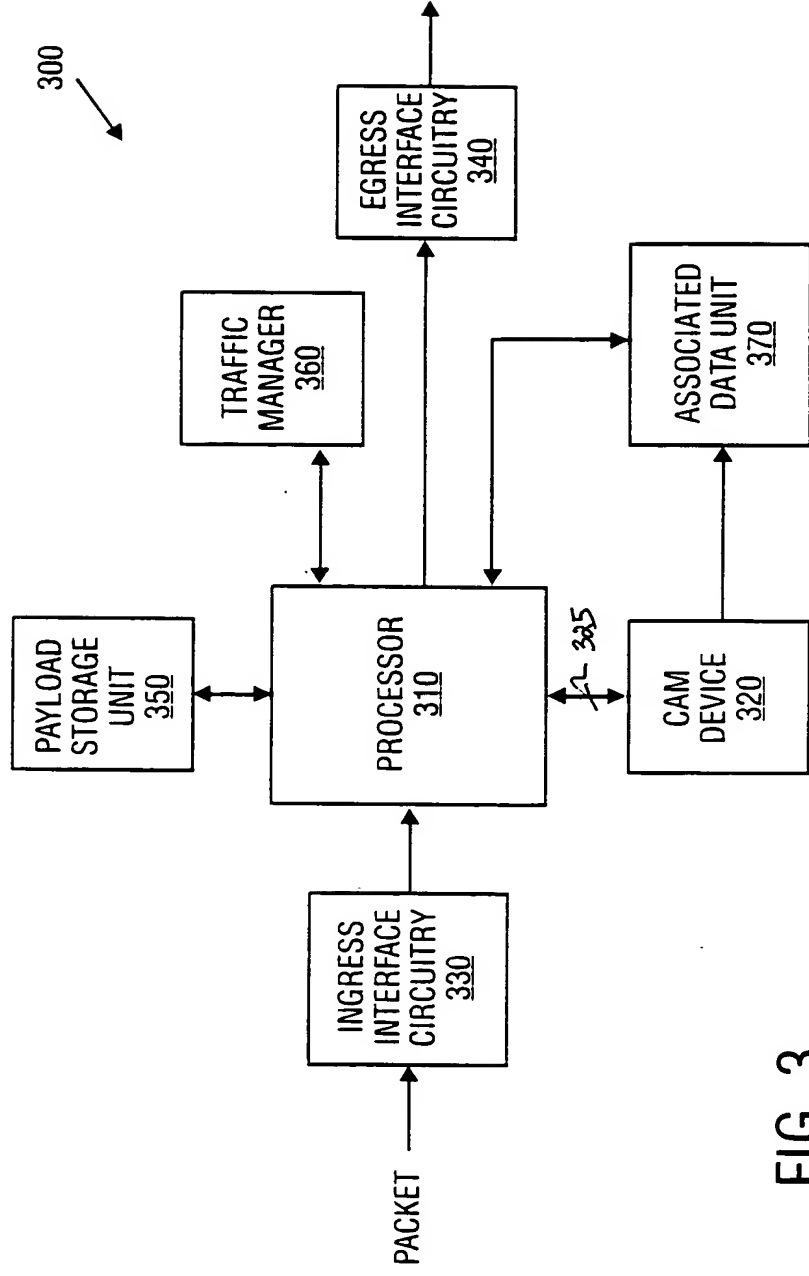 300
PAYLOAD
STORAGE
UNIT
350
TRAFFIC
MANAGER
360
PACKET
INGRESS
INTERFACE
CIRCUITRY
330
PROCESSOR
310
EGRESS
INTERFACE
CIRCUITRY
340
325
CAM
DEVICE
320
ASSOCIATED
DATA UNIT
370
FIG. 3